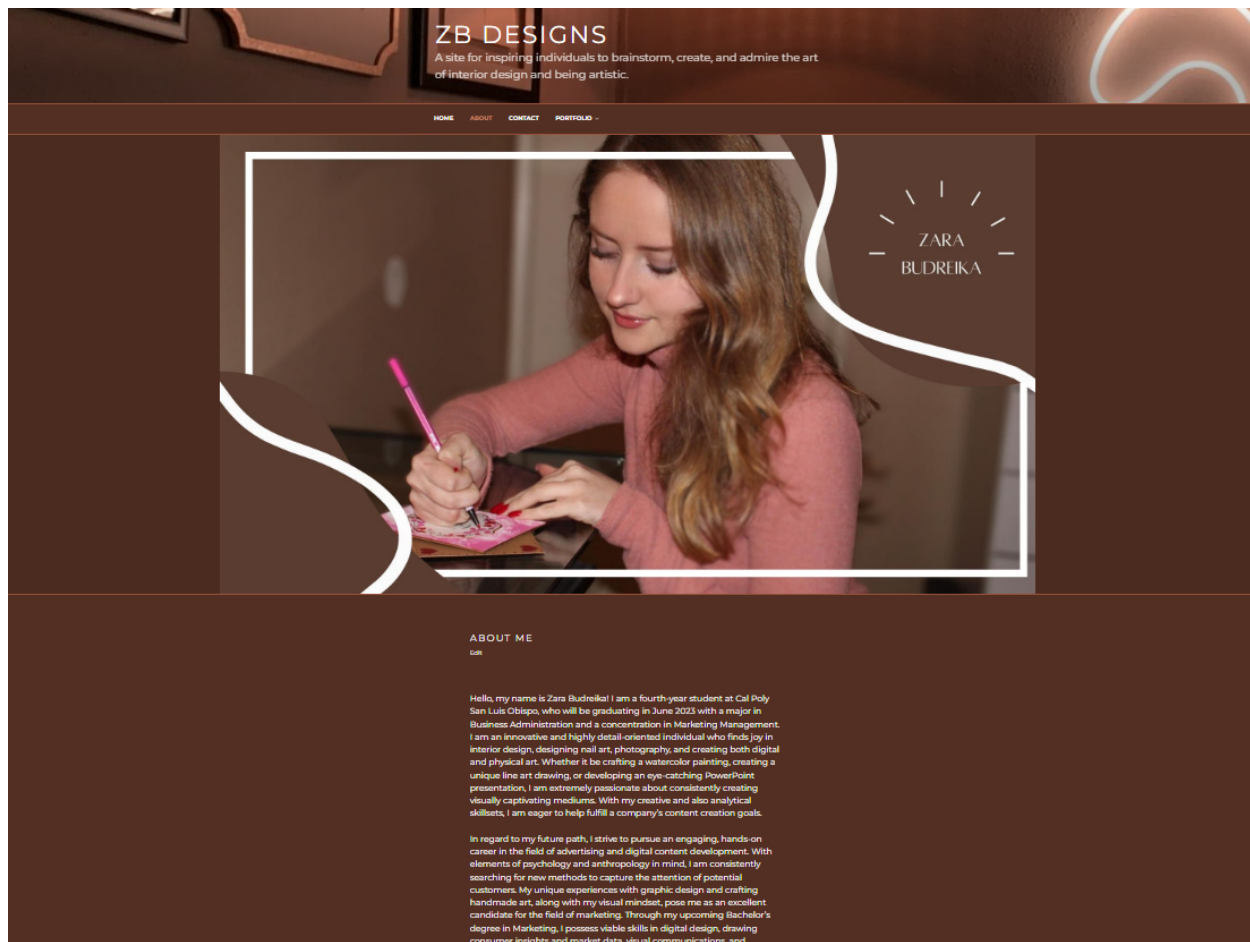 ZB DESIGNS
A site for inspiring individuals to brainstorm, create, and admire the art
of interior design and being artistic.
HOME ABOUT CONTACT PORTFOLIO
ZARA
BUDREIKA
ABOUT ME
Edit
Hello, my name is Zara Budreika! I am a fourth-year student at Cal Poly
San Luis Obispo, who will be graduating in June 2023 with a major in
Business Administration and a concentration in Marketing Management.
I am an innovative and highly detail-oriented individual who finds joy in
interior design, designing nail art, photography, and creating both digital
and physical art. Whether it be crafting a watercolor painting, creating a
unique line art drawing, or developing an eye-catching PowerPoint
presentation, I am extremely passionate about consistently creating
visually captivating mediums. With my creative and also analytical
skillsets, I am eager to help fulfill a company's content creation goals.
In regard to my future path, I strive to pursue an engaging, hands-on
career in the field of advertising and digital content development. With
elements of psychology and anthropology in mind, I am consistently
searching for new methods to capture the attention of potential
customers. My unique experiences with graphic design and crafting
handmade art, along with my visual mindset, pose me as an excellent
candidate for the field of marketing. Through my upcoming Bachelor's
degree in Marketing, I possess viable skills in digital design, drawing
consumer insights and market data, visual communications, and